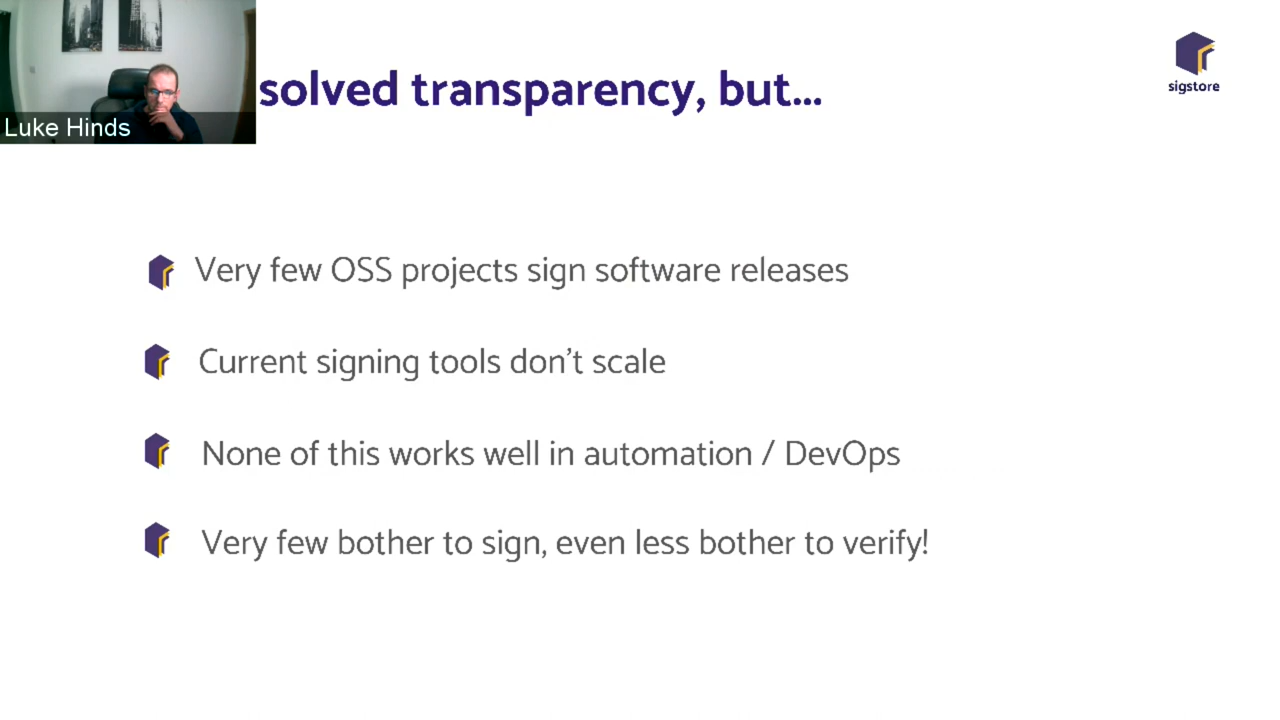 solved transparency, but...
sigstore
Luke Hinds
Very few OSS projects sign software releases
Current signing tools don't scale
None of this works well in automation / DevOps
Very few bother to sign, even less bother to verify!